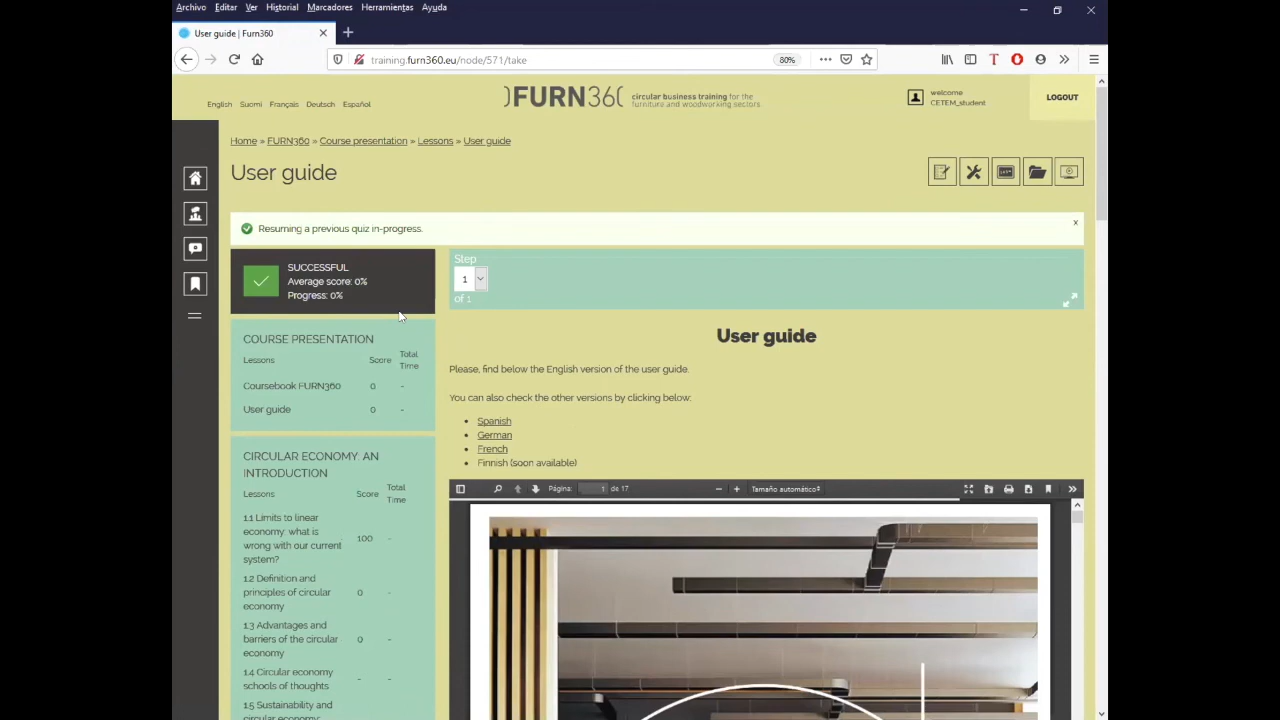 Archivo Editar Ver Historial Marcadores Herramientas Ayuda
User guide | Furn360
training.furn360.eu/node/571/take
80%
English Suomi Français Deutsch Español
FURN360
circular business training for the
furniture and woodworking sectors.
welcome
CETEM_student
LOGOUT
Home » FURN360 » Course presentation » Lessons » User guide
User guide
Resuming a previous quiz in-progress.
x
SUCCESSFUL
Average score: 0%
Progress: 0%
Step
1
of 1
COURSE PRESENTATION
Lessons Score Total Time
Coursebook FURN360 0 -
User guide 0 -
CIRCULAR ECONOMY. AN
INTRODUCTION
Lessons Score Total Time
1.1 Limits to linear
economy: what is
wrong with our current
system?
100 -
1.2 Definition and
principles of circular
economy
0 -
1.3 Advantages and
barriers of the circular
economy
0 -
1.4 Circular economy
schools of thoughts
- -
1.5 Sustainability and
circular economy
User guide
Please, find below the English version of the user guide.
You can also check the other versions by clicking below:
Spanish
German
French
Finnish (soon available)
Página: 1 de 17
Tamaño automático